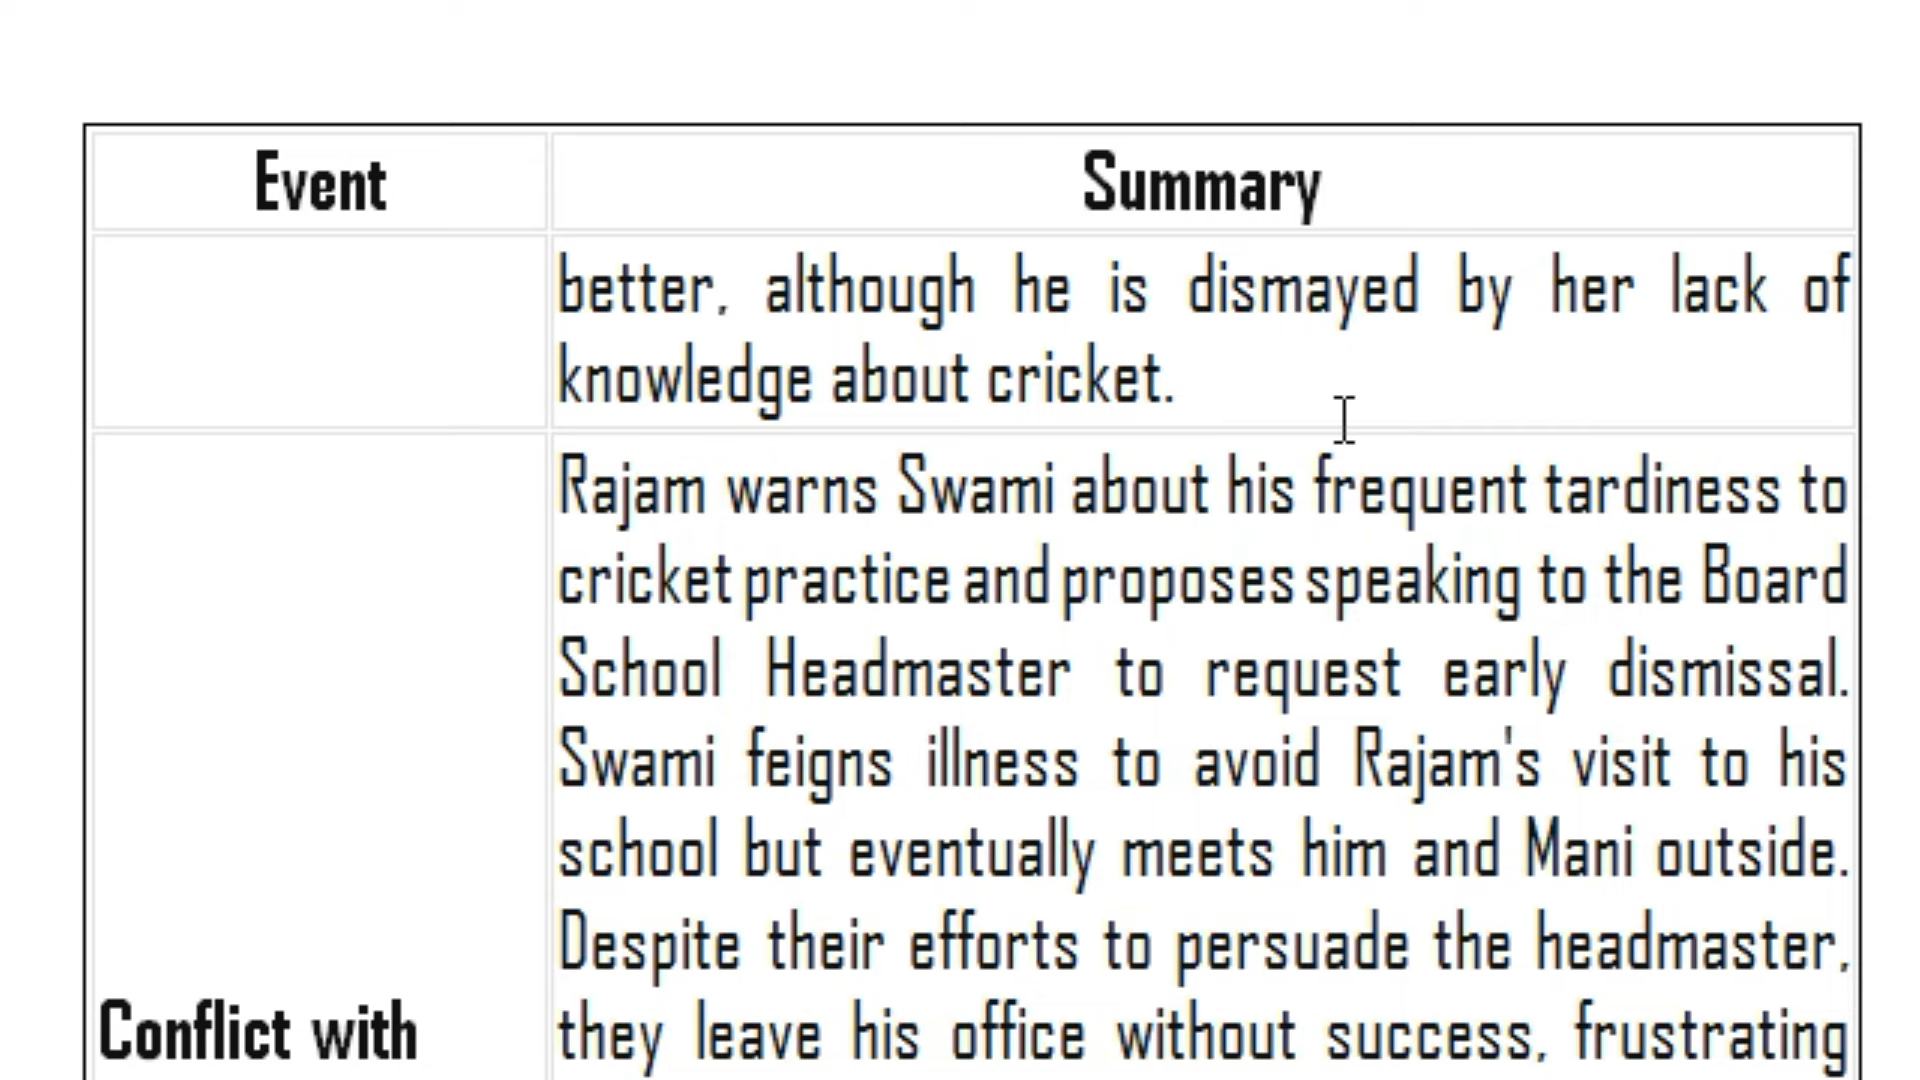 Event
Summary
better, although he is dismayed by her lack of
knowledge about cricket.
Rajam warns Swami about his frequent tardiness to
cricket practice and proposes speaking to the Board
School Headmaster to request early dismissal.
Swami feigns illness to avoid Rajam's visit to his
school but eventually meets him and Mani outside.
Despite their efforts to persuade the headmaster,
they leave his office without success, frustrating
Conflict with